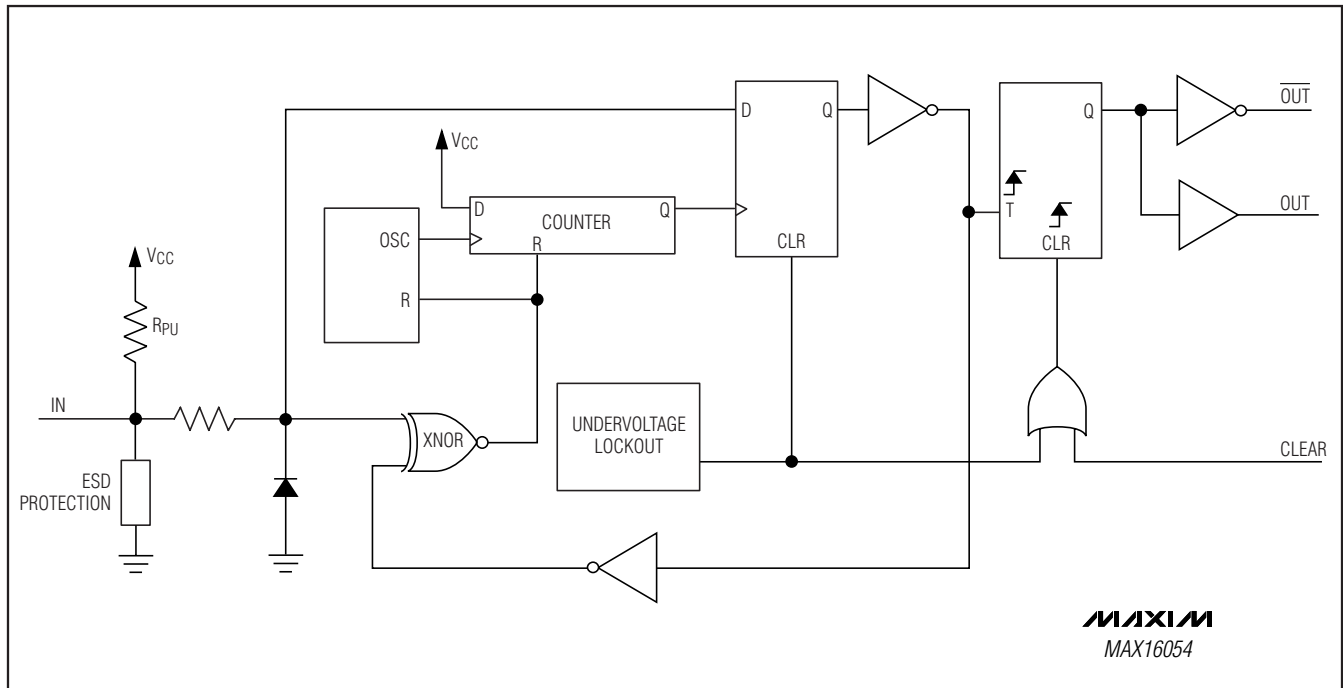 D
Q
Q
OUT
VCC
D
COUNTER
Q
T
OUT
OSC
R
CLR
CLR
VCC
R
RPU
IN
XNOR
UNDERVOLTAGE
LOCKOUT
CLEAR
ESD
PROTECTION
MAXIM
MAX16054